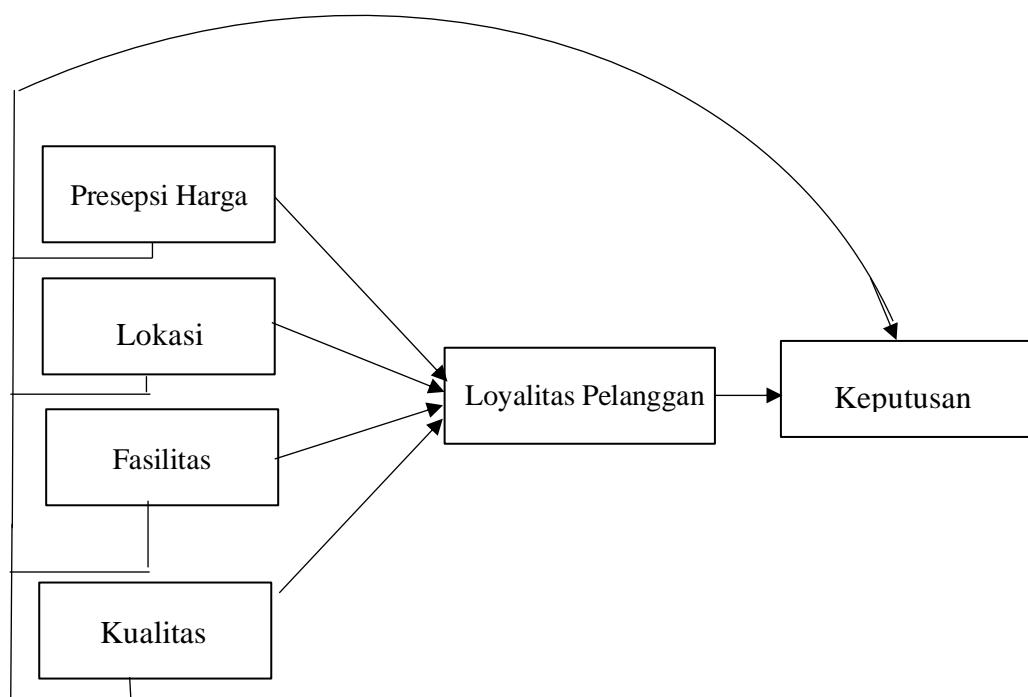 Presepsi Harga
Lokasi
Fasilitas
Kualitas
Loyalitas Pelanggan
Keputusan